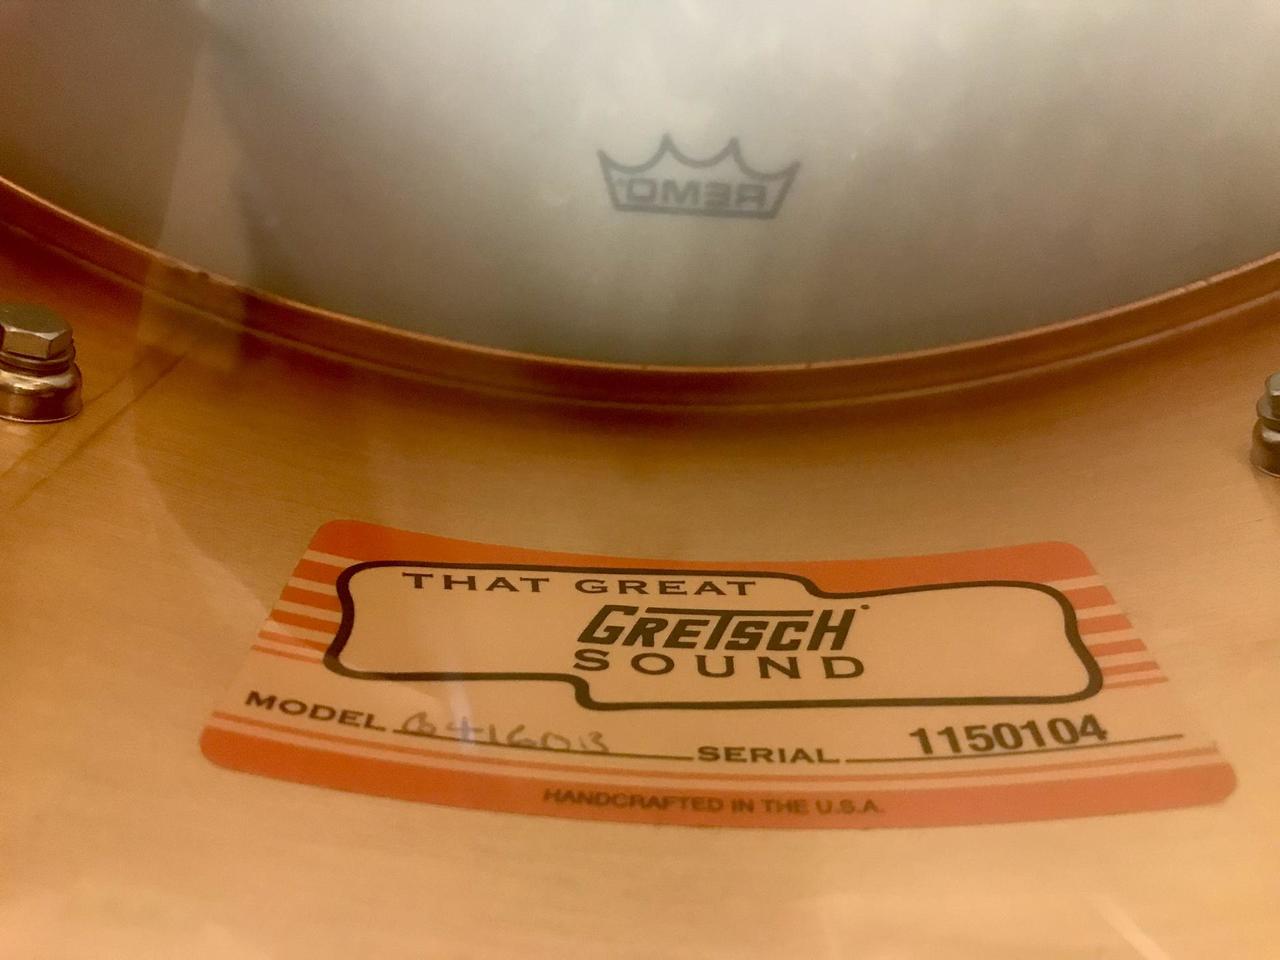 REMO
THAT GREAT
GRETSCH
SOUND
MODEL SERIAL 1150104
HANDCRAFTED IN THE U.S.A.